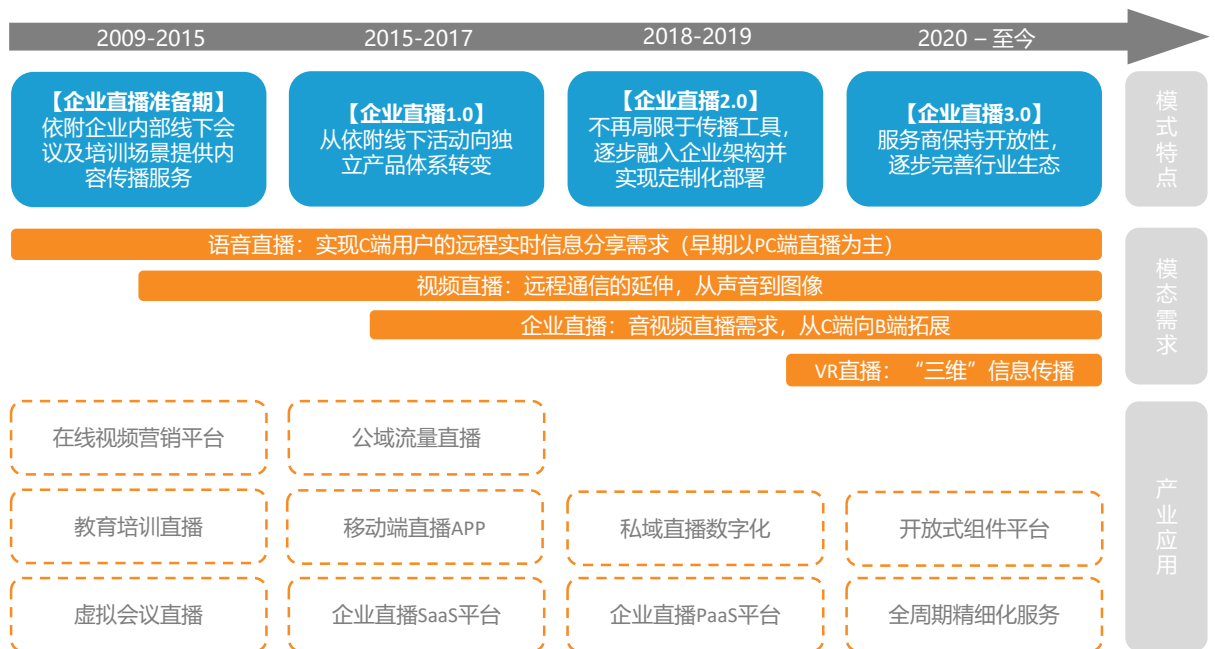 2009-2015
2015-2017
2018-2019
2020 – 至今
【企业直播准备期】
依附企业内部线下会
议及培训场景提供内
容传播服务
【企业直播1.0】
从依附线下活动向独
立产品体系转变
【企业直播2.0】
不再局限于传播工具，
逐步融入企业架构并
实现定制化部署
【企业直播3.0】
服务商保持开放性，
逐步完善行业生态
模式特点
语音直播：实现C端用户的远程实时信息分享需求（早期以PC端直播为主）
视频直播：远程通信的延伸，从声音到图像
企业直播：音视频直播需求，从C端向B端拓展
VR直播：“三维”信息传播
模态需求
在线视频营销平台
公域流量直播
教育培训直播
移动端直播APP
私域直播数字化
开放式组件平台
虚拟会议直播
企业直播SaaS平台
企业直播PaaS平台
全周期精细化服务
产业应用